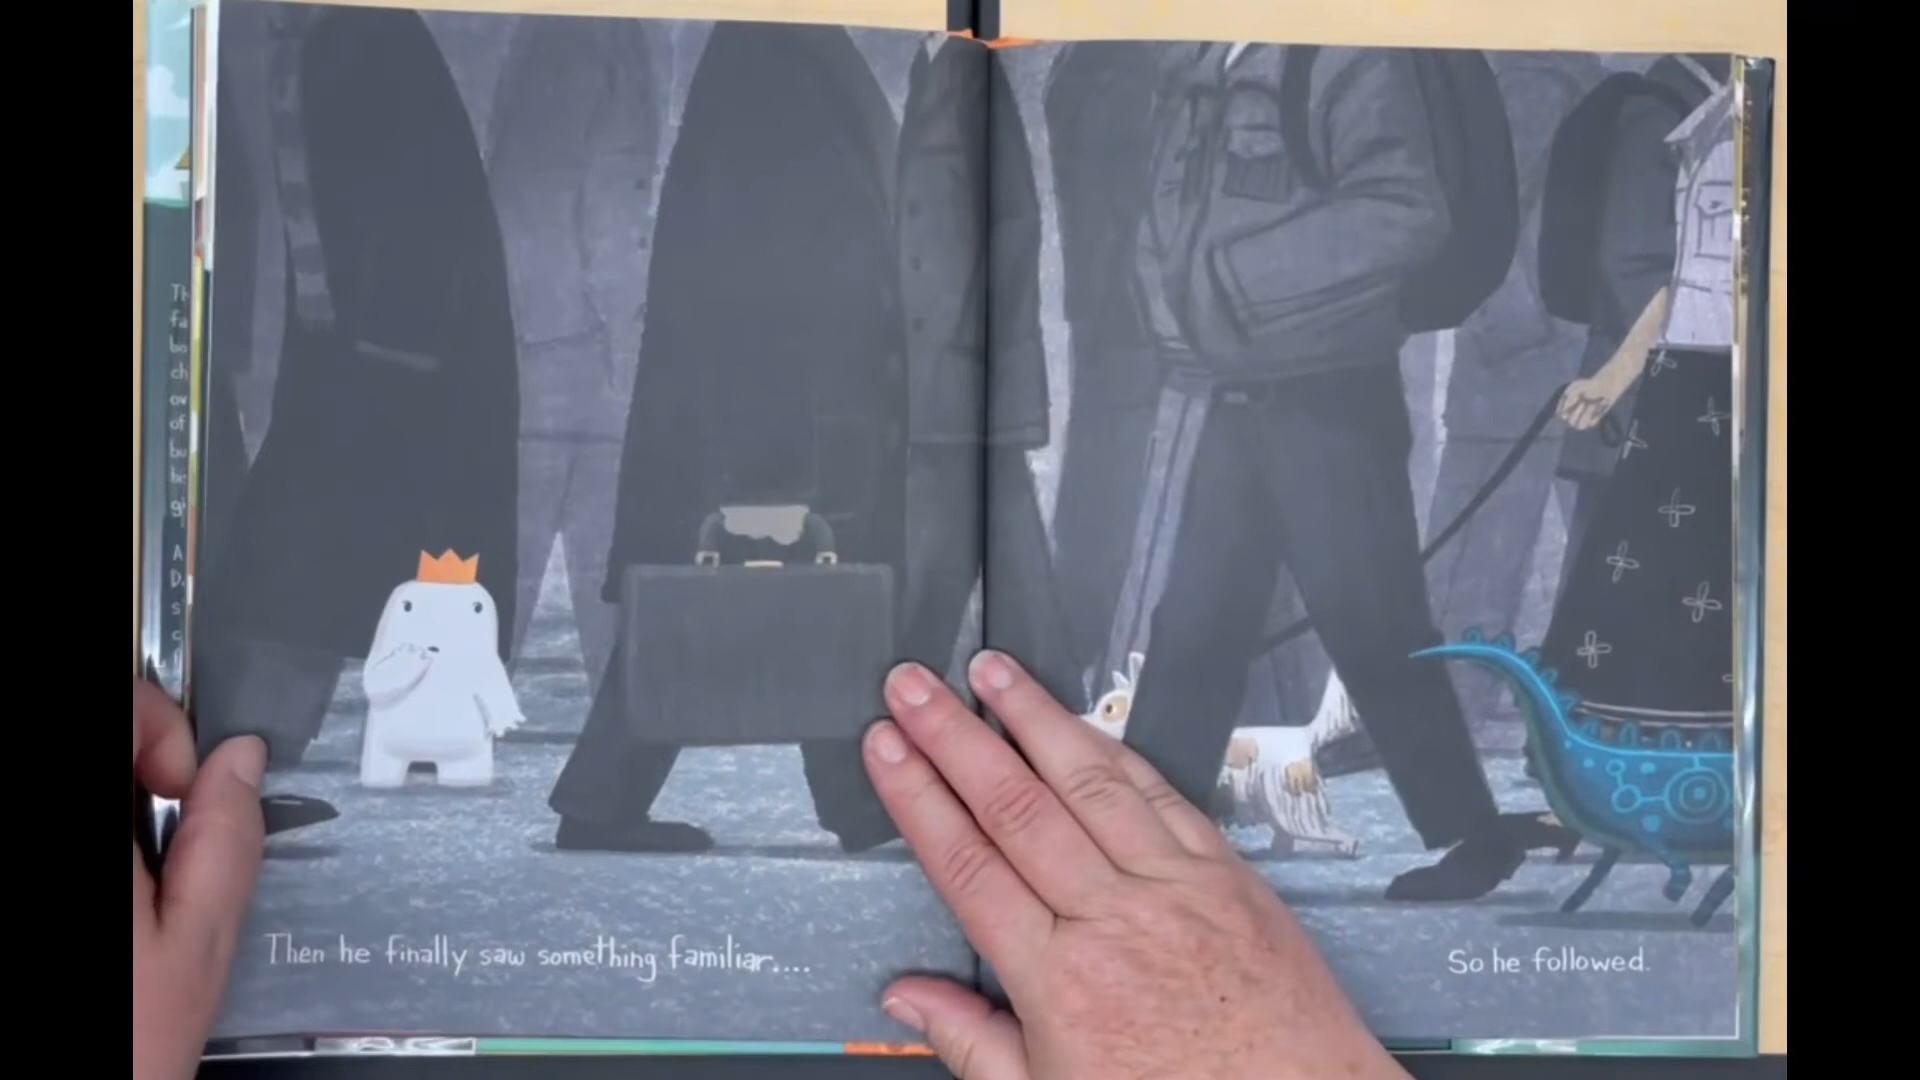 Then he finally saw something familiar....
So he followed.